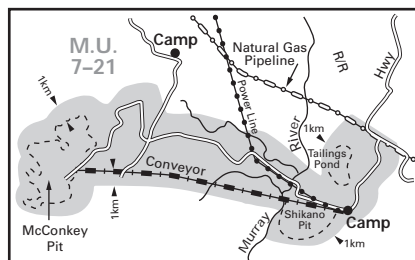 M.U.
7–21
Camp
Natural Gas
Pipeline
R/R
Hwy
1km
Power Line
River
1km
Tailings
Pond
Conveyor
1km
McConkey
Pit
Murray
Shikano
Pit
Camp
1km